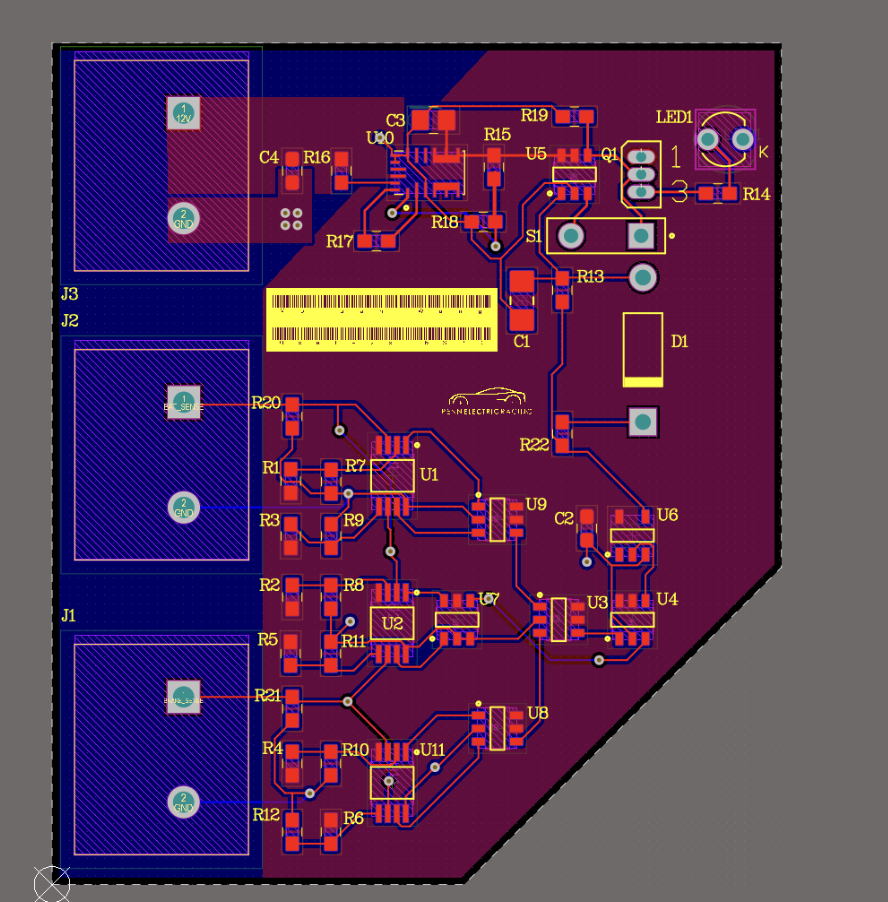 1
12V
C3
R19
LED1
U10
R15
C4
R16
U5
Q1
1
K
3
R14
2
GND
R18
R17
S1
R13
J3
J2
C1
D1
PENN ELECTRIC RACING
1
BAT_SENSE
R20
R22
R1
R7
U1
2
GND
R3
R9
U9
C2
U6
R2
R8
U7
U3
U4
J1
U2
R5
R11
1
R21
U8
R4
R10
U11
2
GND
R12
R6